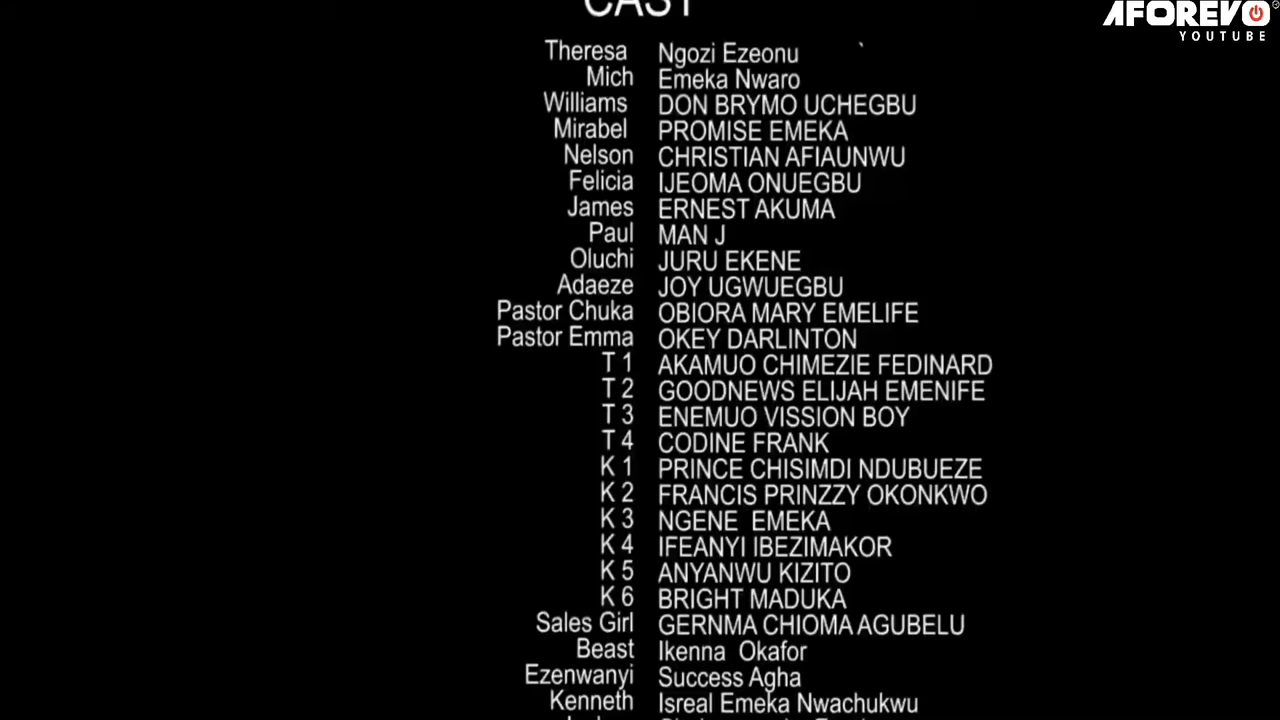 CAST
AFOREVO
YOUTUBE
Theresa Ngozi Ezeonu
Mich Emeka Nwaro
Williams DON BRYMO UCHEGBU
Mirabel PROMISE EMEKA
Nelson CHRISTIAN AFIAUNWU
Felicia IJEOMA ONUEGBU
James ERNEST AKUMA
Paul MAN J
Oluchi JURU EKENE
Adaeze JOY UGWUEGBU
Pastor Chuka OBIORA MARY EMELIFE
Pastor Emma OKEY DARLINTON
T 1 AKAMUO CHIMEZIE FEDINARD
T 2 GOODNEWS ELIJAH EMENIFE
T 3 ENEMUO VISSION BOY
T 4 CODINE FRANK
K 1 PRINCE CHISIMDI NDUBUEZE
K 2 FRANCIS PRINZZY OKONKWO
K 3 NGENE EMEKA
K 4 IFEANYI IBEZIMAKOR
K 5 ANYANWU KIZITO
K 6 BRIGHT MADUKA
Sales Girl GERNMA CHIOMA AGUBELU
Beast Ikenna Okafor
Ezenwanyi Success Agha
Kenneth Isreal Emeka Nwachukwu